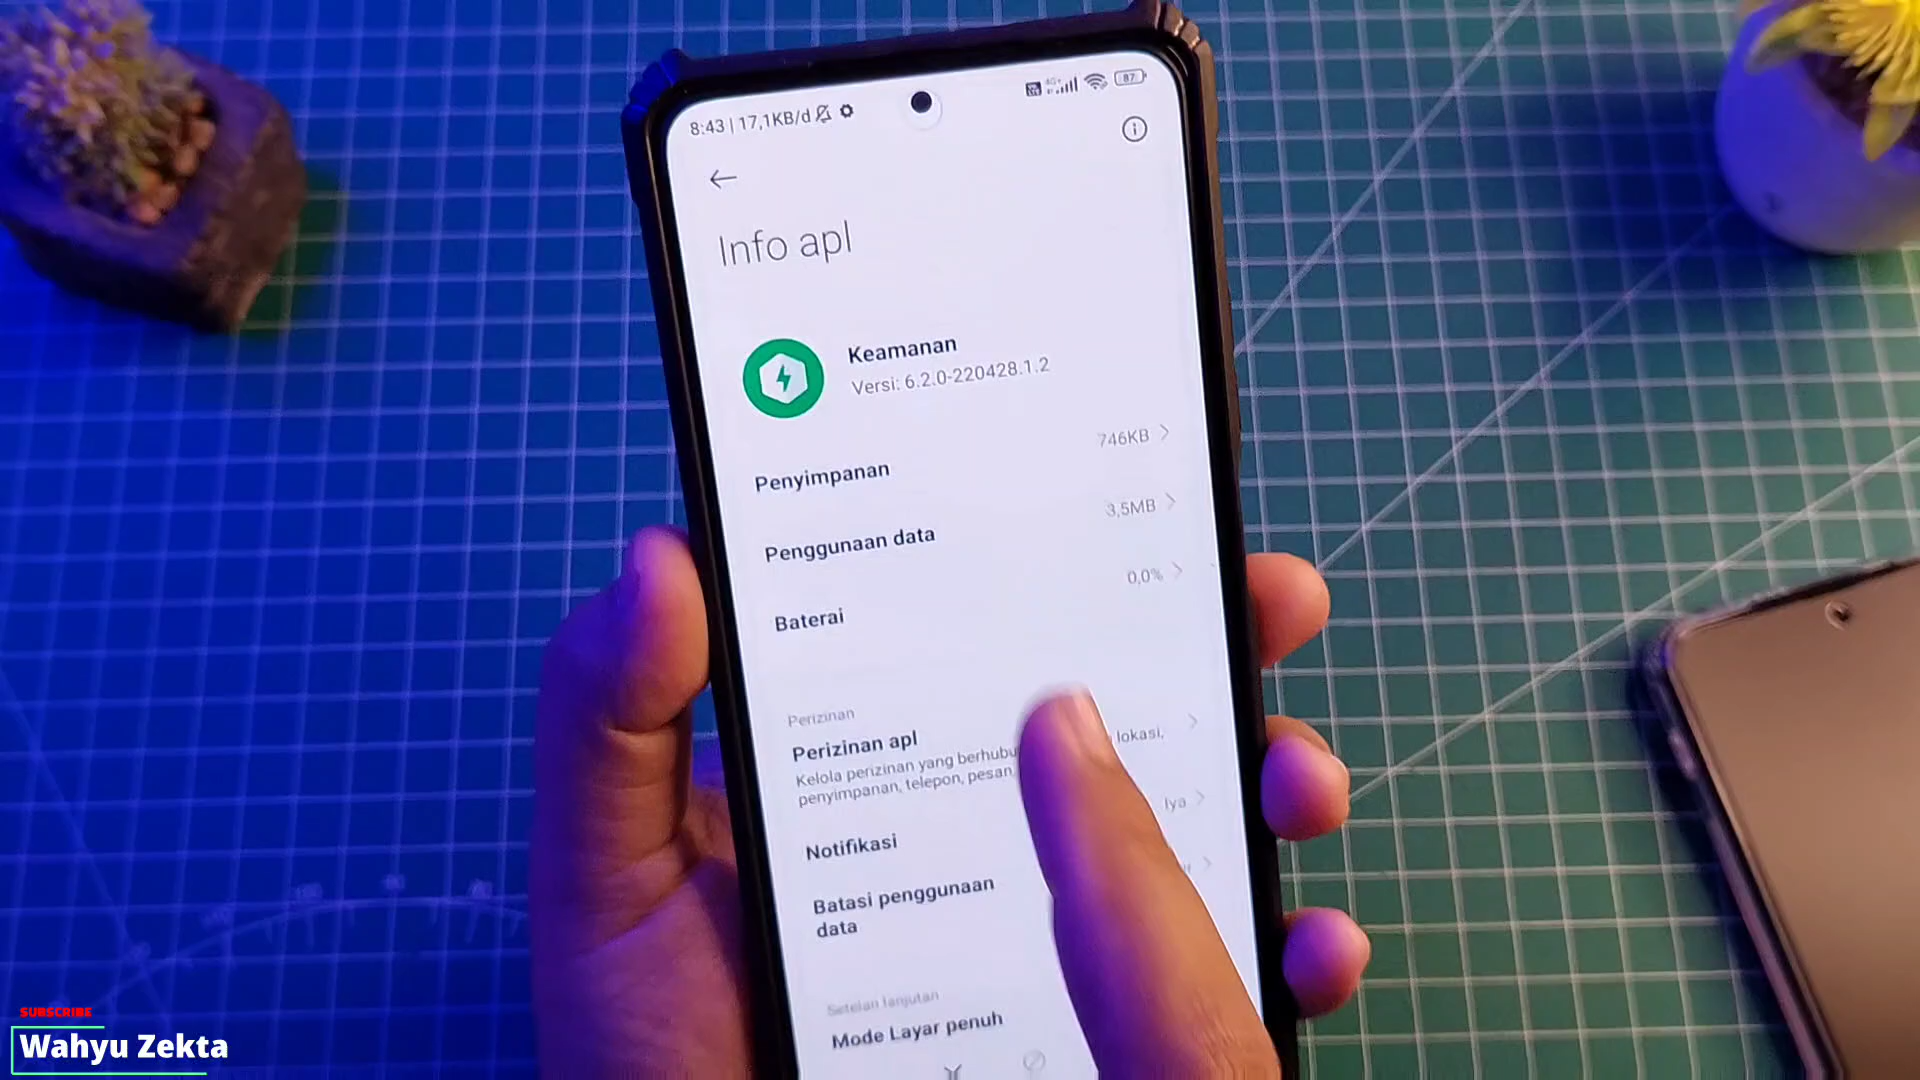 8:43 | 17,1KB/d
87
Info apl
Keamanan
Versi: 6.2.0-220428.1.2
Penyimpanan
746KB
Penggunaan data
3,5MB
Baterai
0,0%
Perizinan
Perizinan apl
Kelola perizinan yang lokasi,
penyimpanan, telepon, pesan,
Notifikasi
Iya
Batasi penggunaan
data
Setelan lanjutan
Mode Layar penuh
SUBSCRIBE
Wahyu Zekta